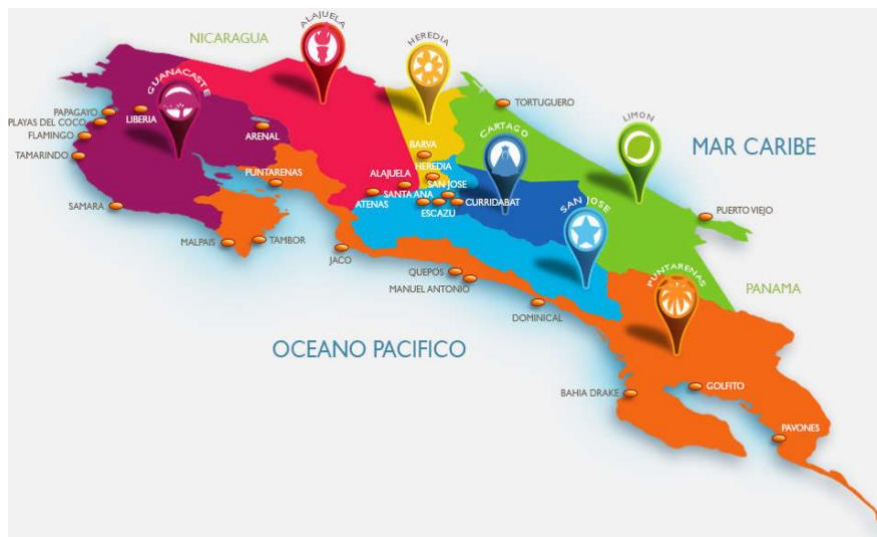 ALAJUELA
NICARAGUA
HEREDIA
GUANACASTE
TORTUGUERO
PAPAGAYO
LIBERIA
PLAYAS DEL COCO
LIMON
CARTAGO
FLAMINGO
ARENAL
MAR CARIBE
BARVA
TAMARINDO
HEREDIA
PUNTARENAS
ALAJUELA
SAN JOSE
SANTA ANA
ATENAS
CURRIDABAT
SAMARA
ESCAZU
SAN JOSE
PUERTO VIEJO
MALPAIS
TAMBOR
JACO
QUEPOS
PUNTARENAS
MANUEL ANTONIO
PANAMA
DOMINICAL
OCEANO PACIFICO
GOLFITO
BAHIA DRAKE
PAVONES